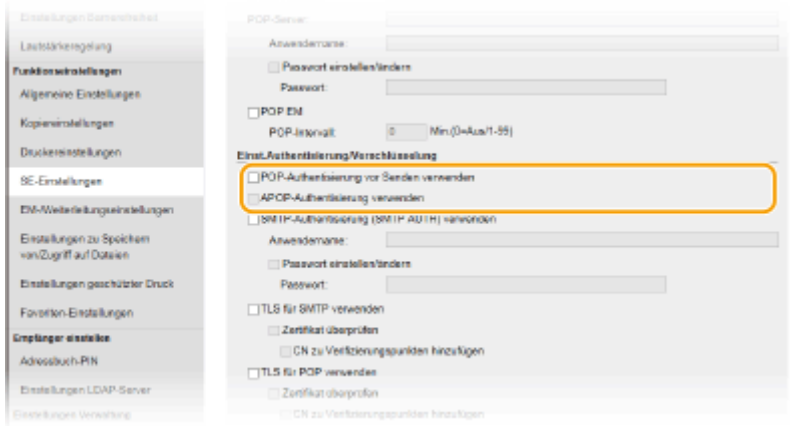 Einstellungen Barrierefreiheit
Lautstärkeregelung
Funktionseinstellungen
Allgemeine Einstellungen
Kopiereinstellungen
Druckereinstellungen
SE-Einstellungen
EM-/Weiterleitungseinstellungen
Einstellungen zu Speichern
von/Zugriff auf Dateien
Einstellungen geschützter Druck
Favoriten-Einstellungen
Empfänger einstellen
Adressbuch-PIN
Einstellungen LDAP-Server
Einstellungen Verwaltung
POP-Server:
Anwendername:
Passwort einstellen/ändern
Passwort:
POP EM
POP-Intervall: 0 Min.(0=Aus/1-99)
Einst.Authentisierung/Verschlüsselung
POP-Authentisierung vor Senden verwenden
APOP-Authentisierung verwenden
SMTP-Authentisierung (SMTP AUTH) verwenden
Anwendername:
Passwort einstellen/ändern
Passwort:
TLS für SMTP verwenden
Zertifikat überprüfen
CN zu Verifizierungspunkten hinzufügen
TLS für POP verwenden
Zertifikat überprüfen
CN zu Verifizierungspunkten hinzufügen